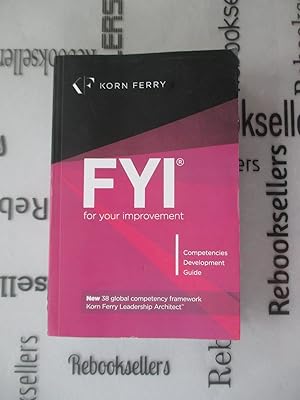 KF KORN FERRY
FYI®
for your improvement
Competencies
Development
Guide
New 38 global competency framework
Korn Ferry Leadership Architect™
Rebooksellers
Rebooksellers
Rebooksellers
Rebooksellers